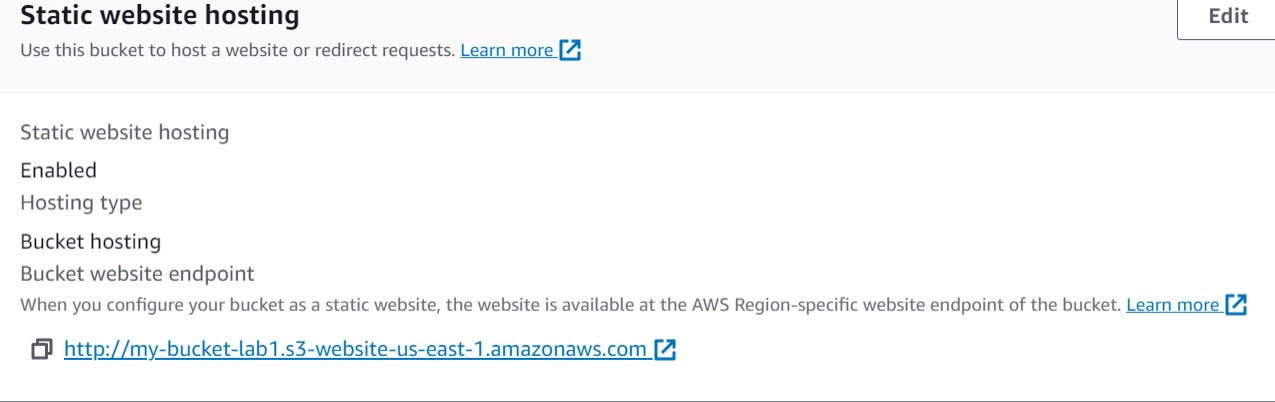 Static website hosting
Edit
Use this bucket to host a website or redirect requests. Learn more
Static website hosting
Enabled
Hosting type
Bucket hosting
Bucket website endpoint
When you configure your bucket as a static website, the website is available at the AWS Region-specific website endpoint of the bucket. Learn more
http://my-bucket-lab1.s3-website-us-east-1.amazonaws.com